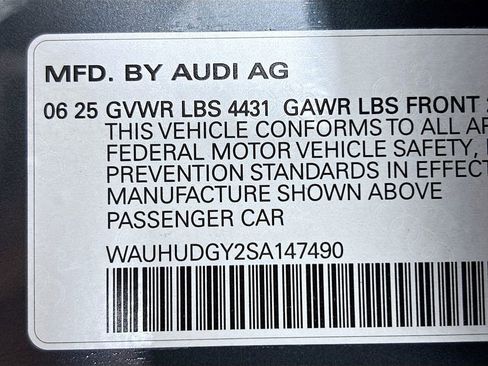 MFD. BY AUDI AG
06 25 GVWR LBS 4431 GAWR LBS FRONT
THIS VEHICLE CONFORMS TO ALL
FEDERAL MOTOR VEHICLE SAFETY,
PREVENTION STANDARDS IN EFFECT
MANUFACTURE SHOWN ABOVE
PASSENGER CAR
WAUHUDGY2SA147490